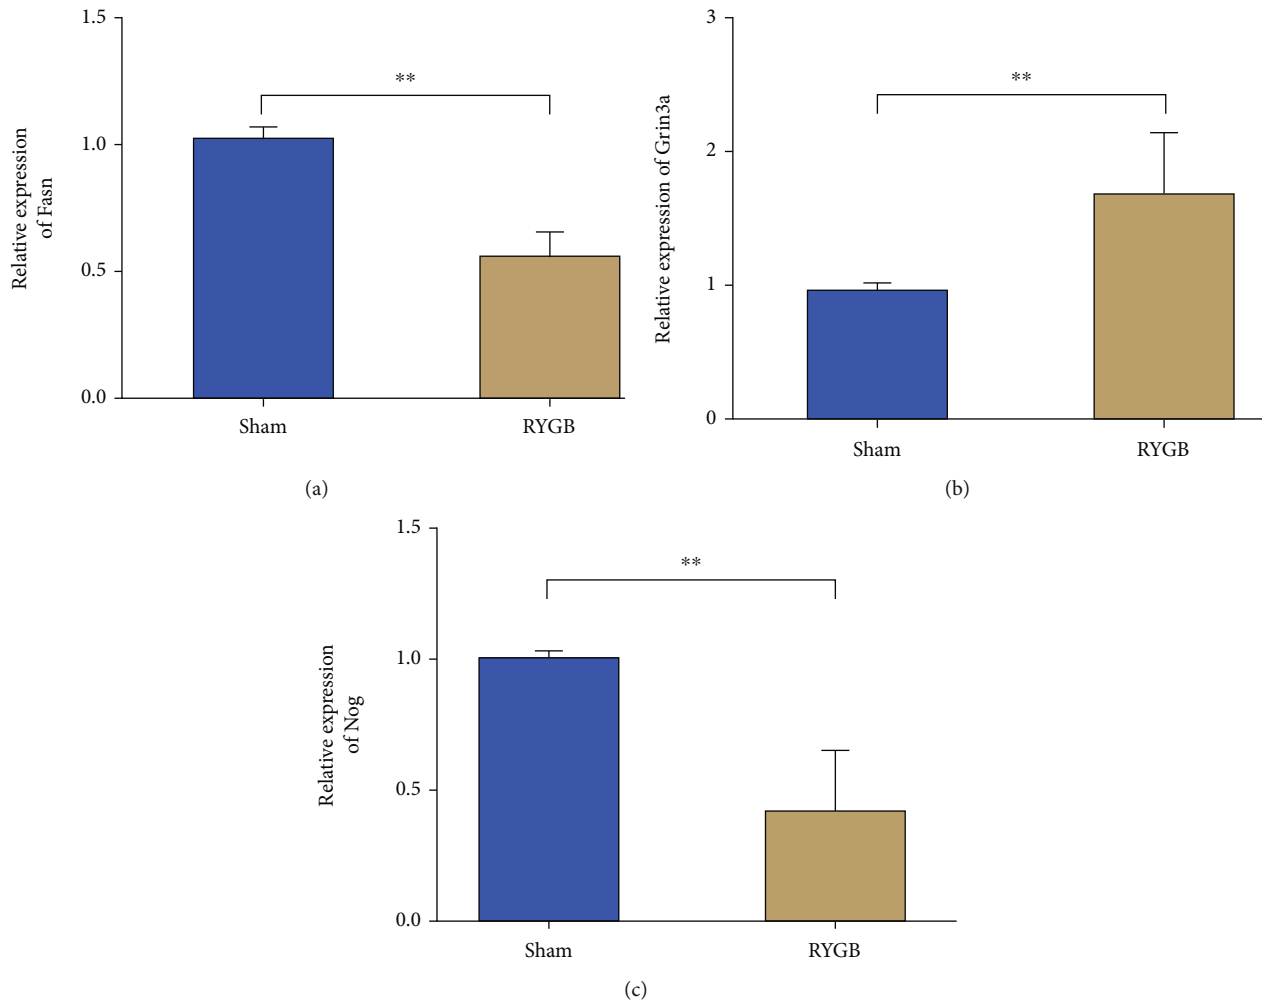 1.5
1.0
0.5
0.0
Relative expression
of Fasn
**
Sham
RYGB
(a)
3
2
1
0
Relative expression of Grin3a
**
Sham
RYGB
(b)
1.5
1.0
0.5
0.0
Relative expression
of Nog
**
Sham
RYGB
(c)